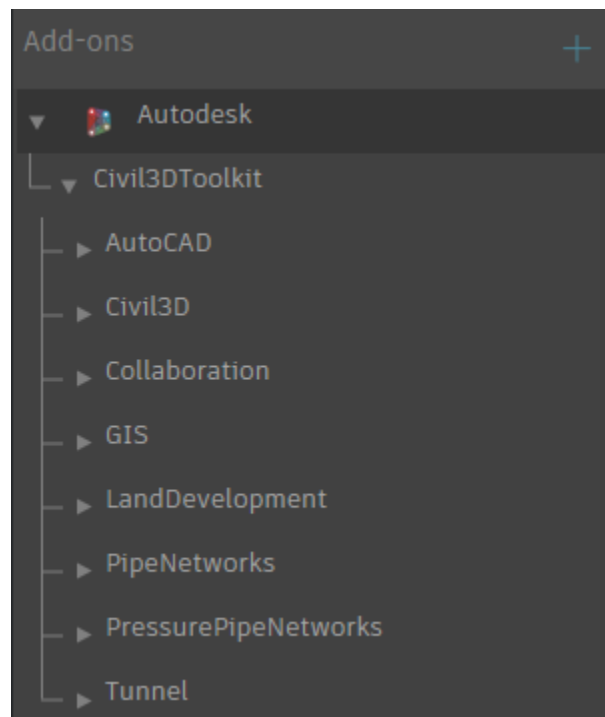 Add-ons
Autodesk
Civil3DToolkit
AutoCAD
Civil3D
Collaboration
GIS
LandDevelopment
PipeNetworks
PressurePipeNetworks
Tunnel